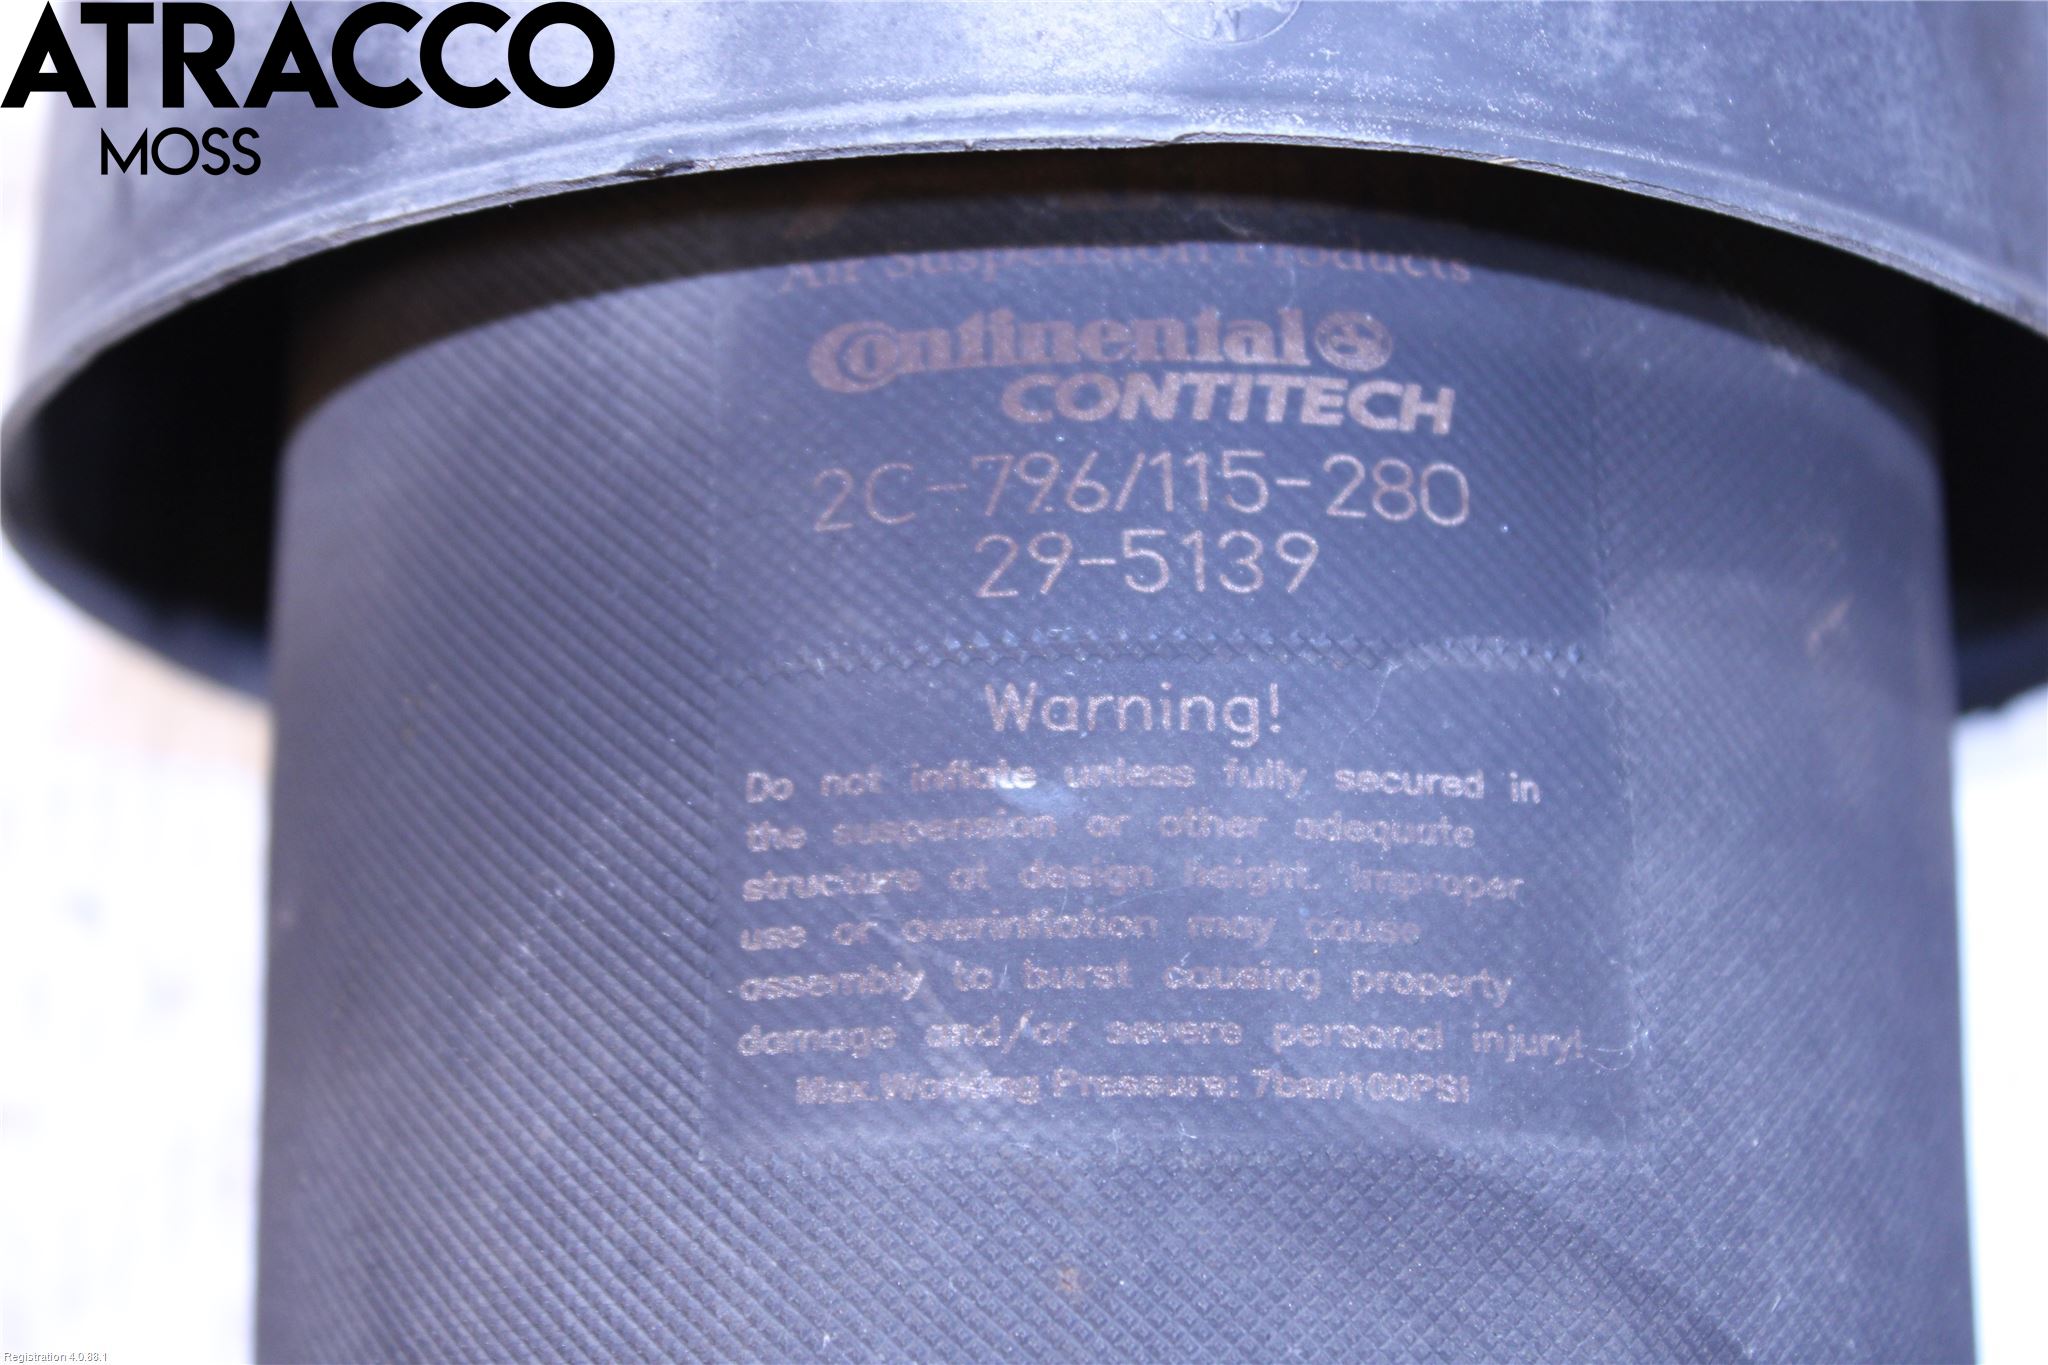 ATRACCO
MOSS
Air Suspension Products
Continental
CONTITECH
2C-796/115-280
29-5139
Warning!
Do not inflate unless fully secured in
the suspension or other adequate
structure at design height. Improper
use or overinflation may cause
assembly to burst causing property
damage and/or severe personal injury!
Max.Working Pressure: 7bar/100PSI
Registration 4.0.88.1